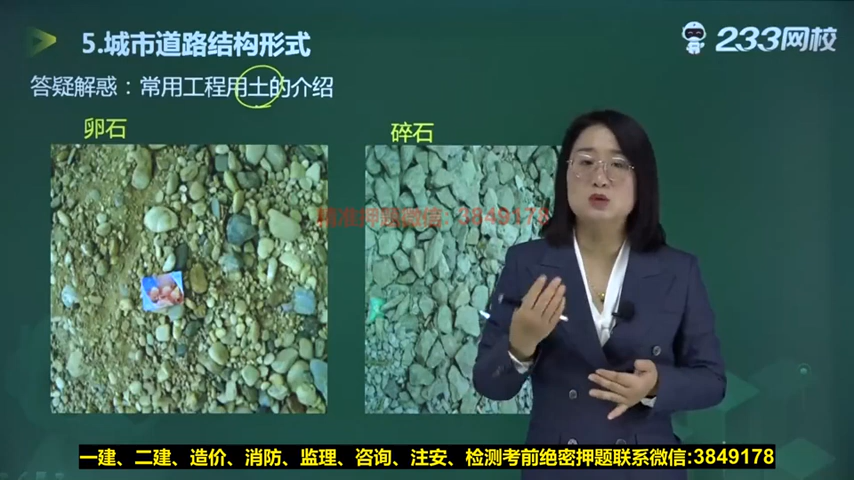 5.城市道路结构形式
233网校
答疑解惑：常用工程用土的介绍
卵石
碎石
精准押题微信: 3849178
一建、二建、造价、消防、监理、咨询、注安、检测考前绝密押题联系微信:3849178